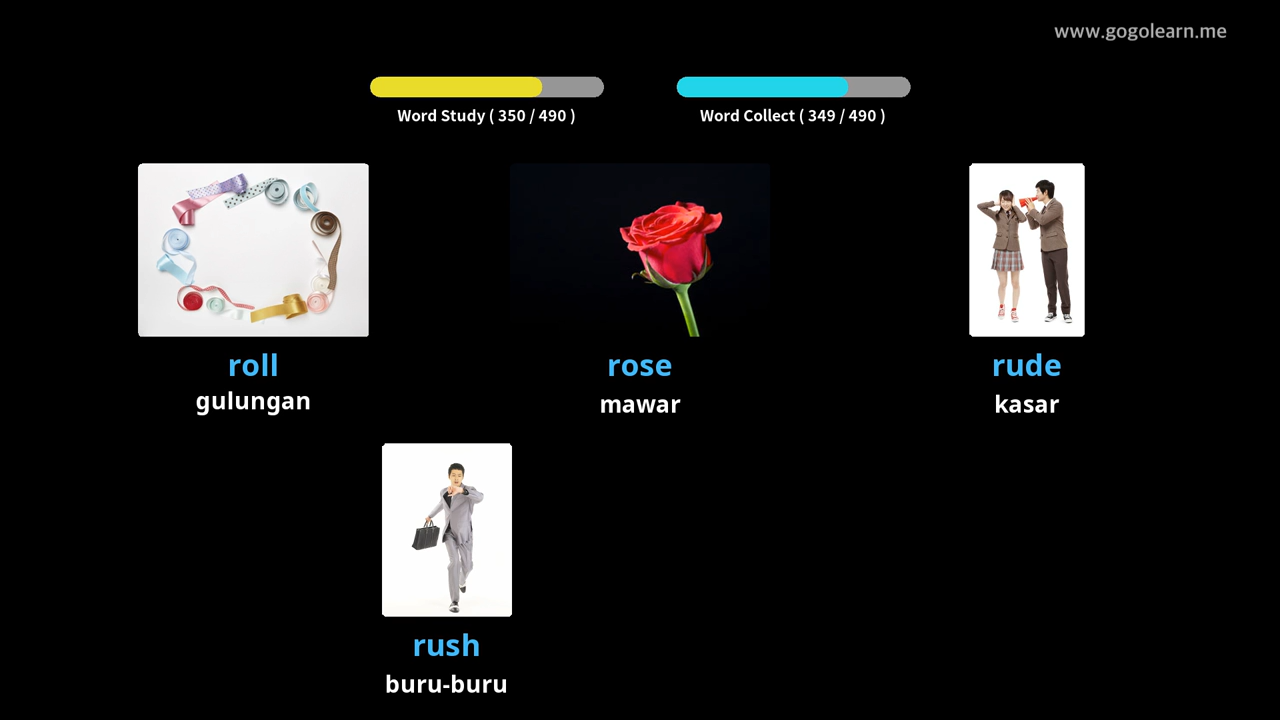 www.gogolearn.me
Word Study ( 350 / 490 )
Word Collect ( 349 / 490 )
roll
gulungan
rose
mawar
rude
kasar
rush
buru-buru